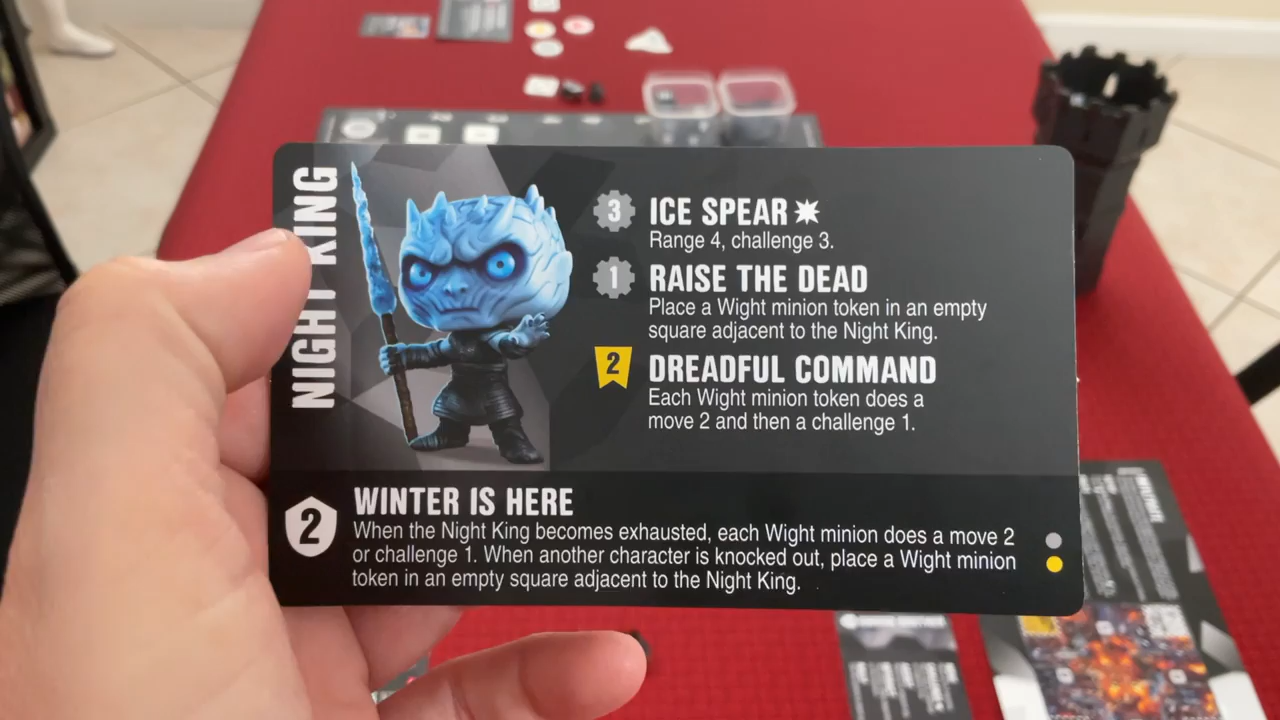 NIGHT KING
3 ICE SPEAR
Range 4, challenge 3.
1 RAISE THE DEAD
Place a Wight minion token in an empty
square adjacent to the Night King.
2 DREADFUL COMMAND
Each Wight minion token does a
move 2 and then a challenge 1.
2 WINTER IS HERE
When the Night King becomes exhausted, each Wight minion does a move 2
or challenge 1. When another character is knocked out, place a Wight minion
token in an empty square adjacent to the Night King.